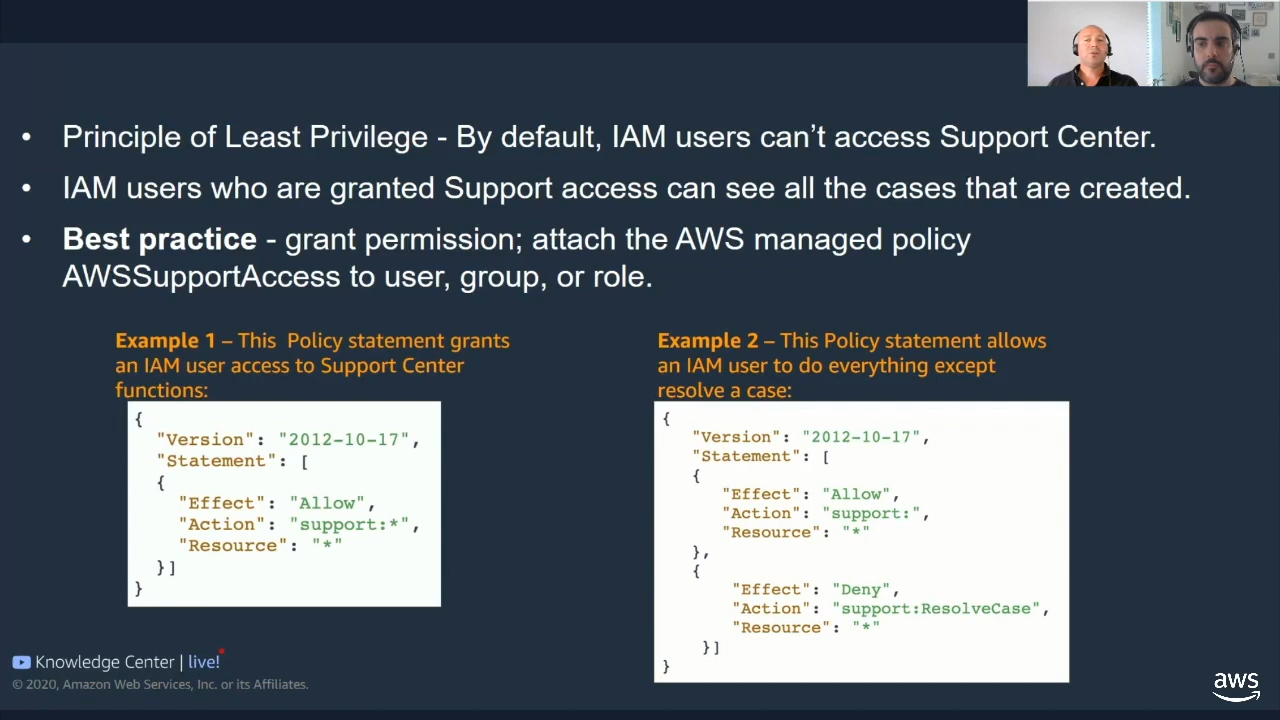 • Principle of Least Privilege - By default, IAM users can’t access Support Center.
• IAM users who are granted Support access can see all the cases that are created.
• Best practice - grant permission; attach the AWS managed policy
AWSSupportAccess to user, group, or role.
Example 1 – This  Policy statement grants
an IAM user access to Support Center
functions:
{
"Version": "2012-10-17",
"Statement": [
{
"Effect": "Allow",
"Action": "support:*",
"Resource": "*"
}]
}
Example 2 – This Policy statement allows
an IAM user to do everything except
resolve a case:
{
"Version": "2012-10-17",
"Statement": [
{
"Effect": "Allow",
"Action": "support:",
"Resource": "*"
},
{
"Effect": "Deny",
"Action": "support:ResolveCase",
"Resource": "*"
}]
}
Knowledge Center | live!
© 2020, Amazon Web Services, Inc. or its Affiliates.
aws